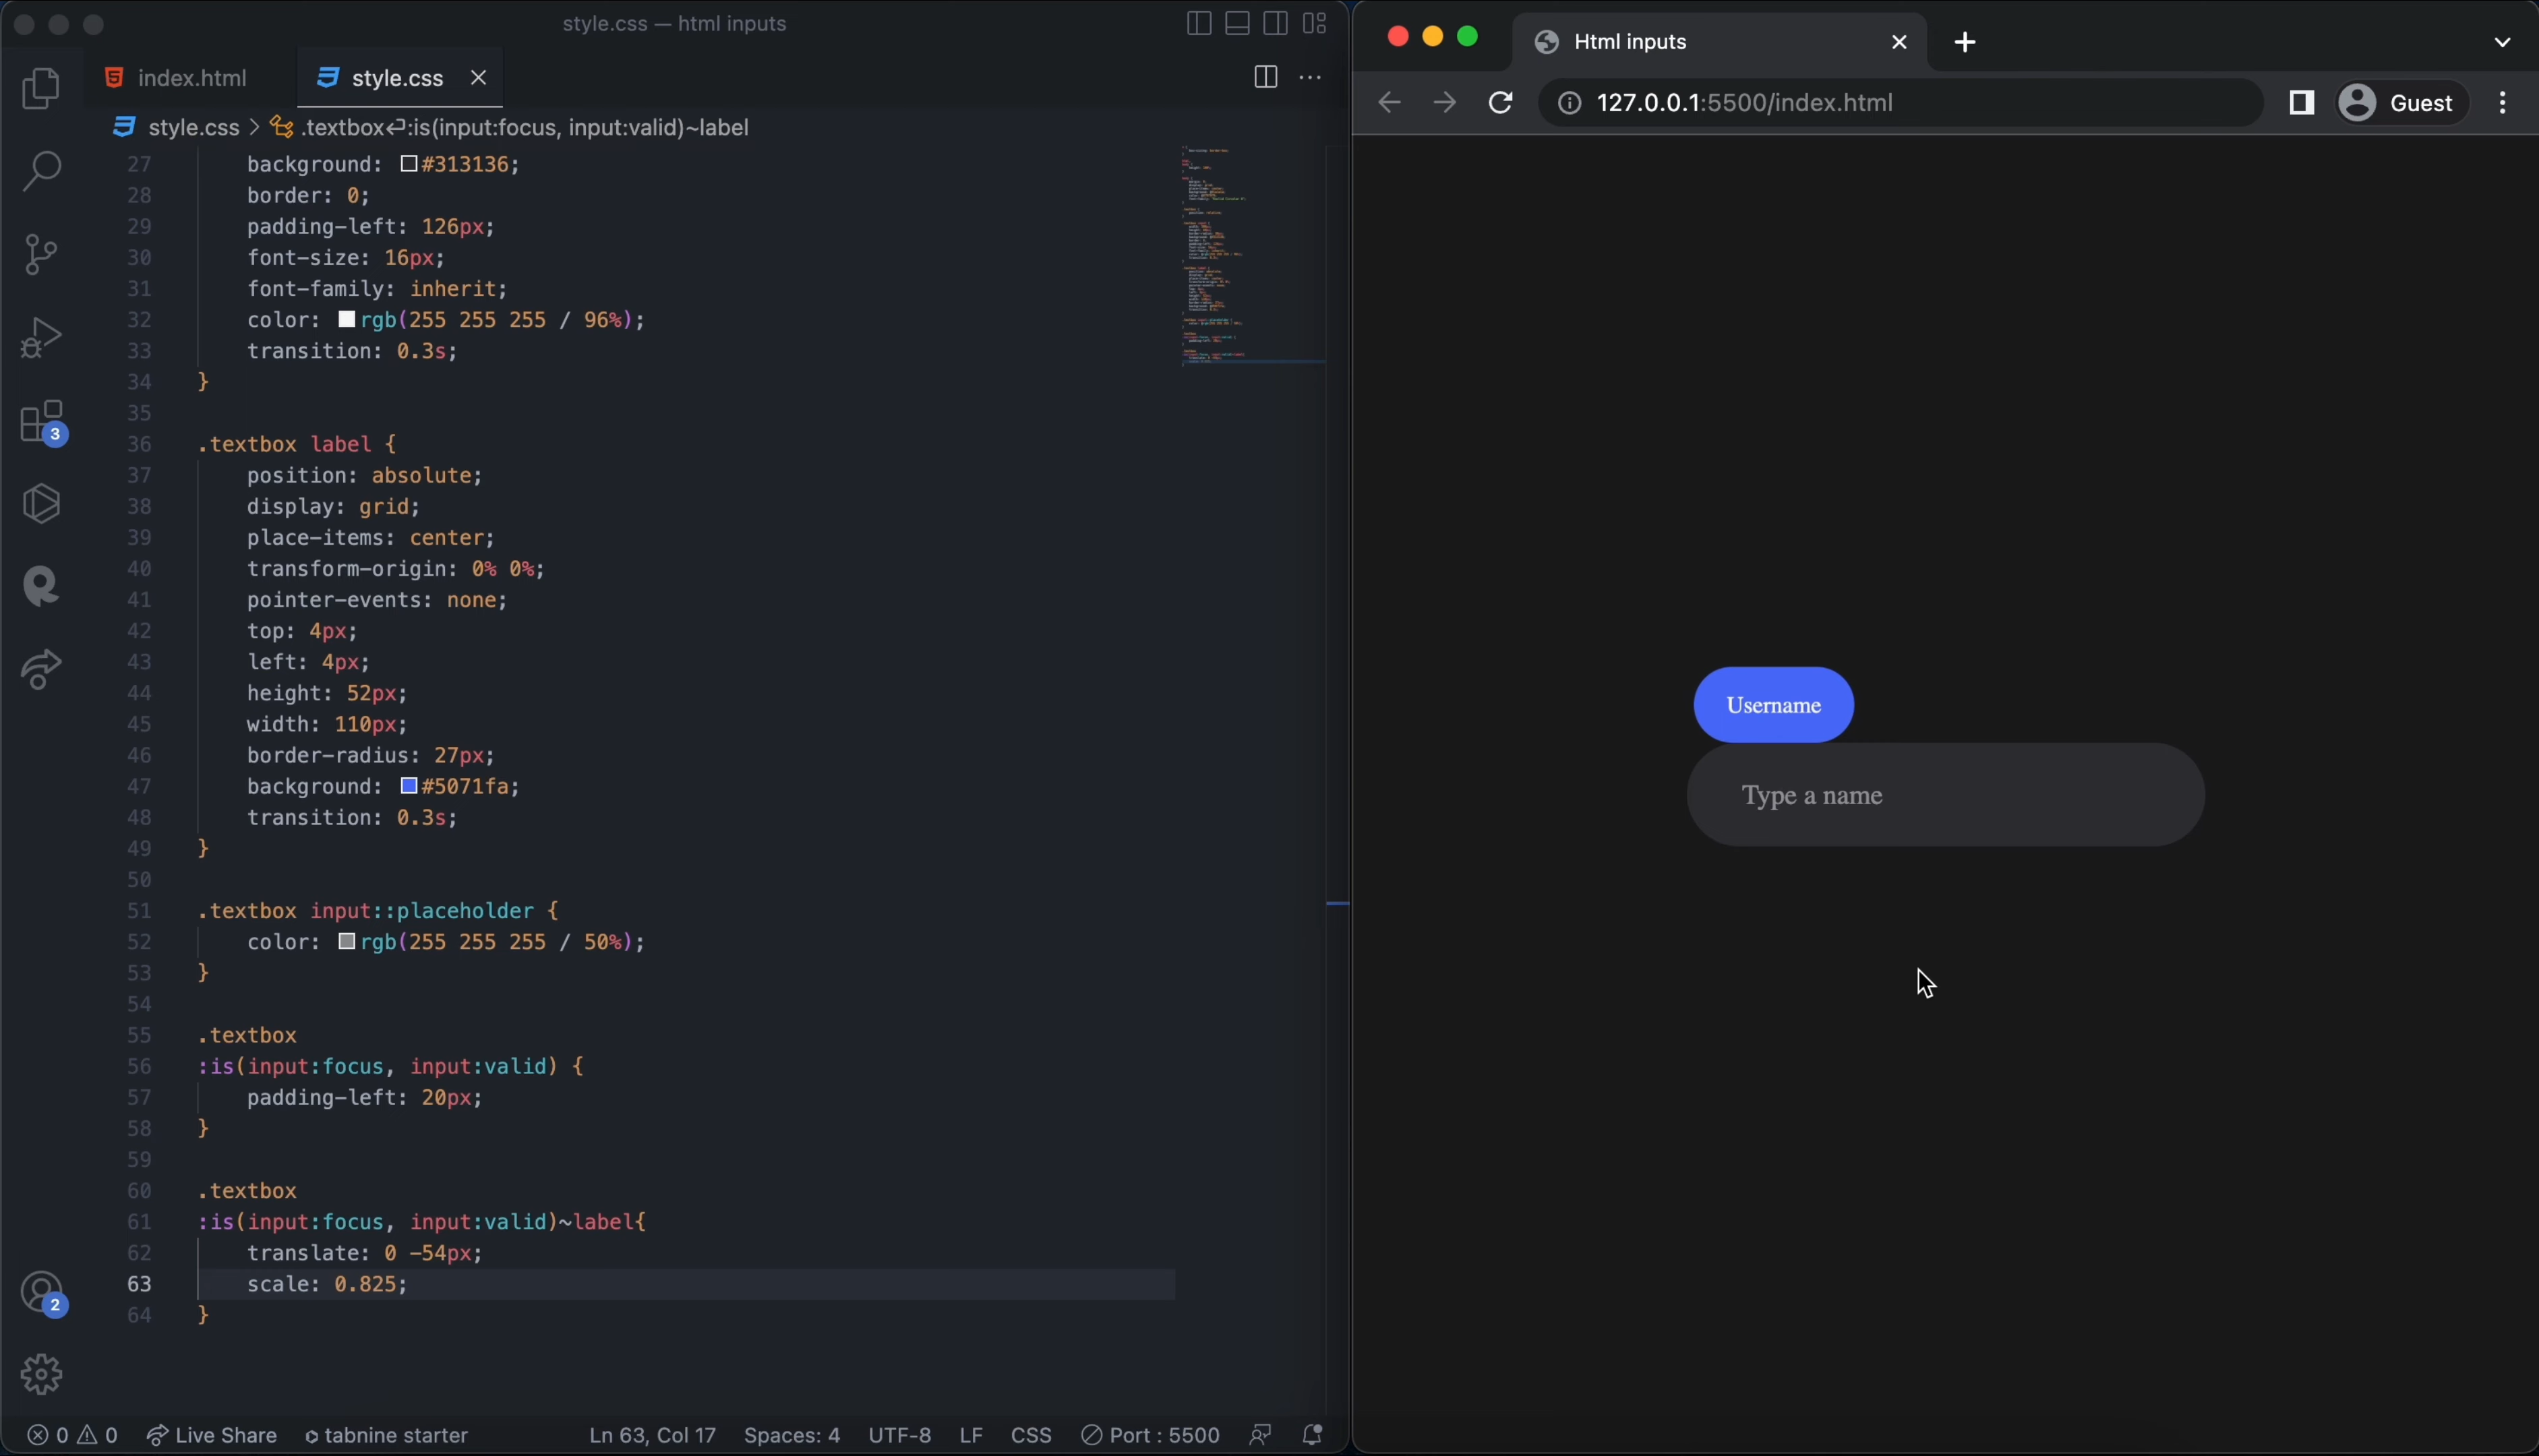 style.css — html inputs
index.html
style.css
style.css > .textbox↩:is(input:focus, input:valid)~label
27 background: #313136;
28 border: 0;
29 padding-left: 126px;
30 font-size: 16px;
31 font-family: inherit;
32 color: rgb(255 255 255 / 96%);
33 transition: 0.3s;
34 }
35
36 .textbox label {
37 position: absolute;
38 display: grid;
39 place-items: center;
40 transform-origin: 0% 0%;
41 pointer-events: none;
42 top: 4px;
43 left: 4px;
44 height: 52px;
45 width: 110px;
46 border-radius: 27px;
47 background: #5071fa;
48 transition: 0.3s;
49 }
50
51 .textbox input::placeholder {
52 color: rgb(255 255 255 / 50%);
53 }
54
55 .textbox
56 :is(input:focus, input:valid) {
57 padding-left: 20px;
58 }
59
60 .textbox
61 :is(input:focus, input:valid)~label{
62 translate: 0 -54px;
63 scale: 0.825;
64 }
3
2
0 0 Live Share tabnine starter Ln 63, Col 17 Spaces: 4 UTF-8 LF CSS Port : 5500
Html inputs
127.0.0.1:5500/index.html
Guest
Username
Type a name